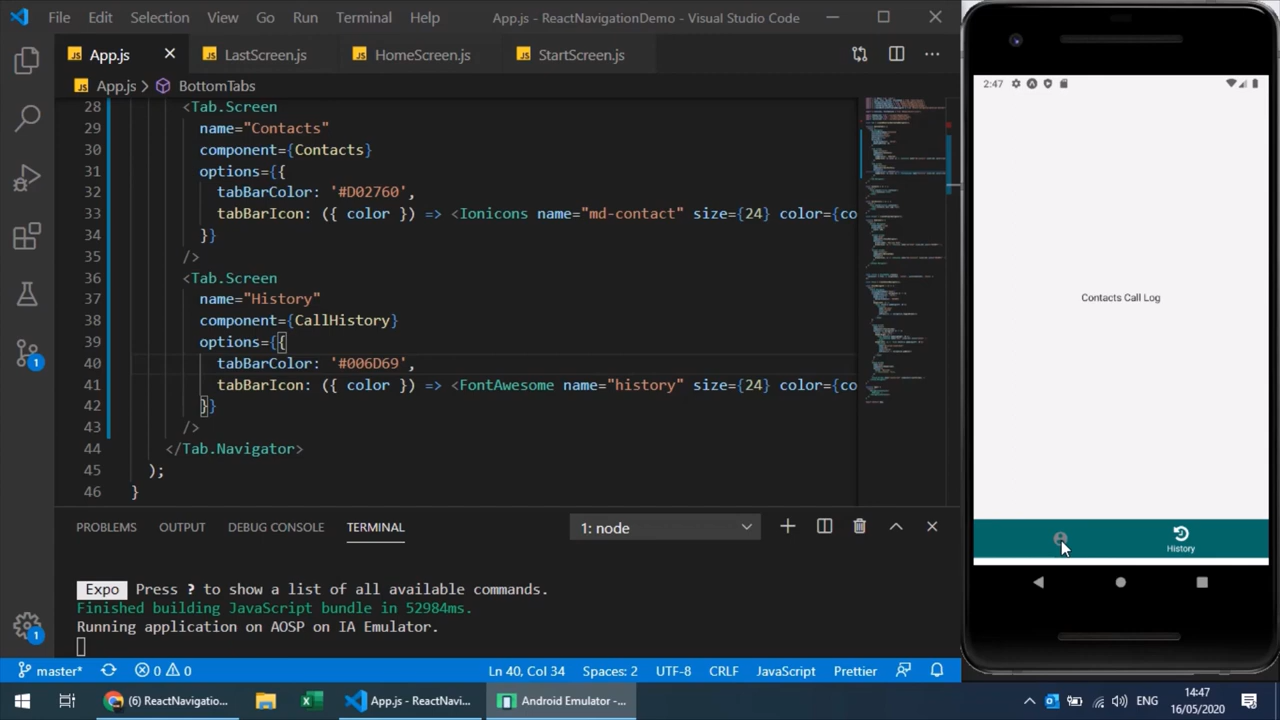 File Edit Selection View Go Run Terminal Help App.js - ReactNavigationDemo - Visual Studio Code
App.js LastScreen.js HomeScreen.js StartScreen.js
App.js > BottomTabs
28 <Tab.Screen
29 name="Contacts"
30 component={Contacts}
31 options={{
32 tabBarColor: '#D02760',
33 tabBarIcon: ({ color }) => Ionicons name="md-contact" size={24} color={co
34 }}
35 />
36 <Tab.Screen
37 name="History"
38 component={CallHistory}
39 options={{
40 tabBarColor: '#006D69',
41 tabBarIcon: ({ color }) => FontAwesome name="history" size={24} color={co
42 }}
43 />
44 </Tab.Navigator>
45 );
46 }
PROBLEMS OUTPUT DEBUG CONSOLE TERMINAL 1: node
Expo Press ? to show a list of all available commands.
Finished building JavaScript bundle in 52984ms.
Running application on AOSP on IA Emulator.
1
1
master* 0 0 Ln 40, Col 34 Spaces: 2 UTF-8 CRLF JavaScript Prettier
2:47
Contacts Call Log
History
(6) ReactNavigatio... App.js - ReactNavi... Android Emulator -... ENG 14:47
16/05/2020